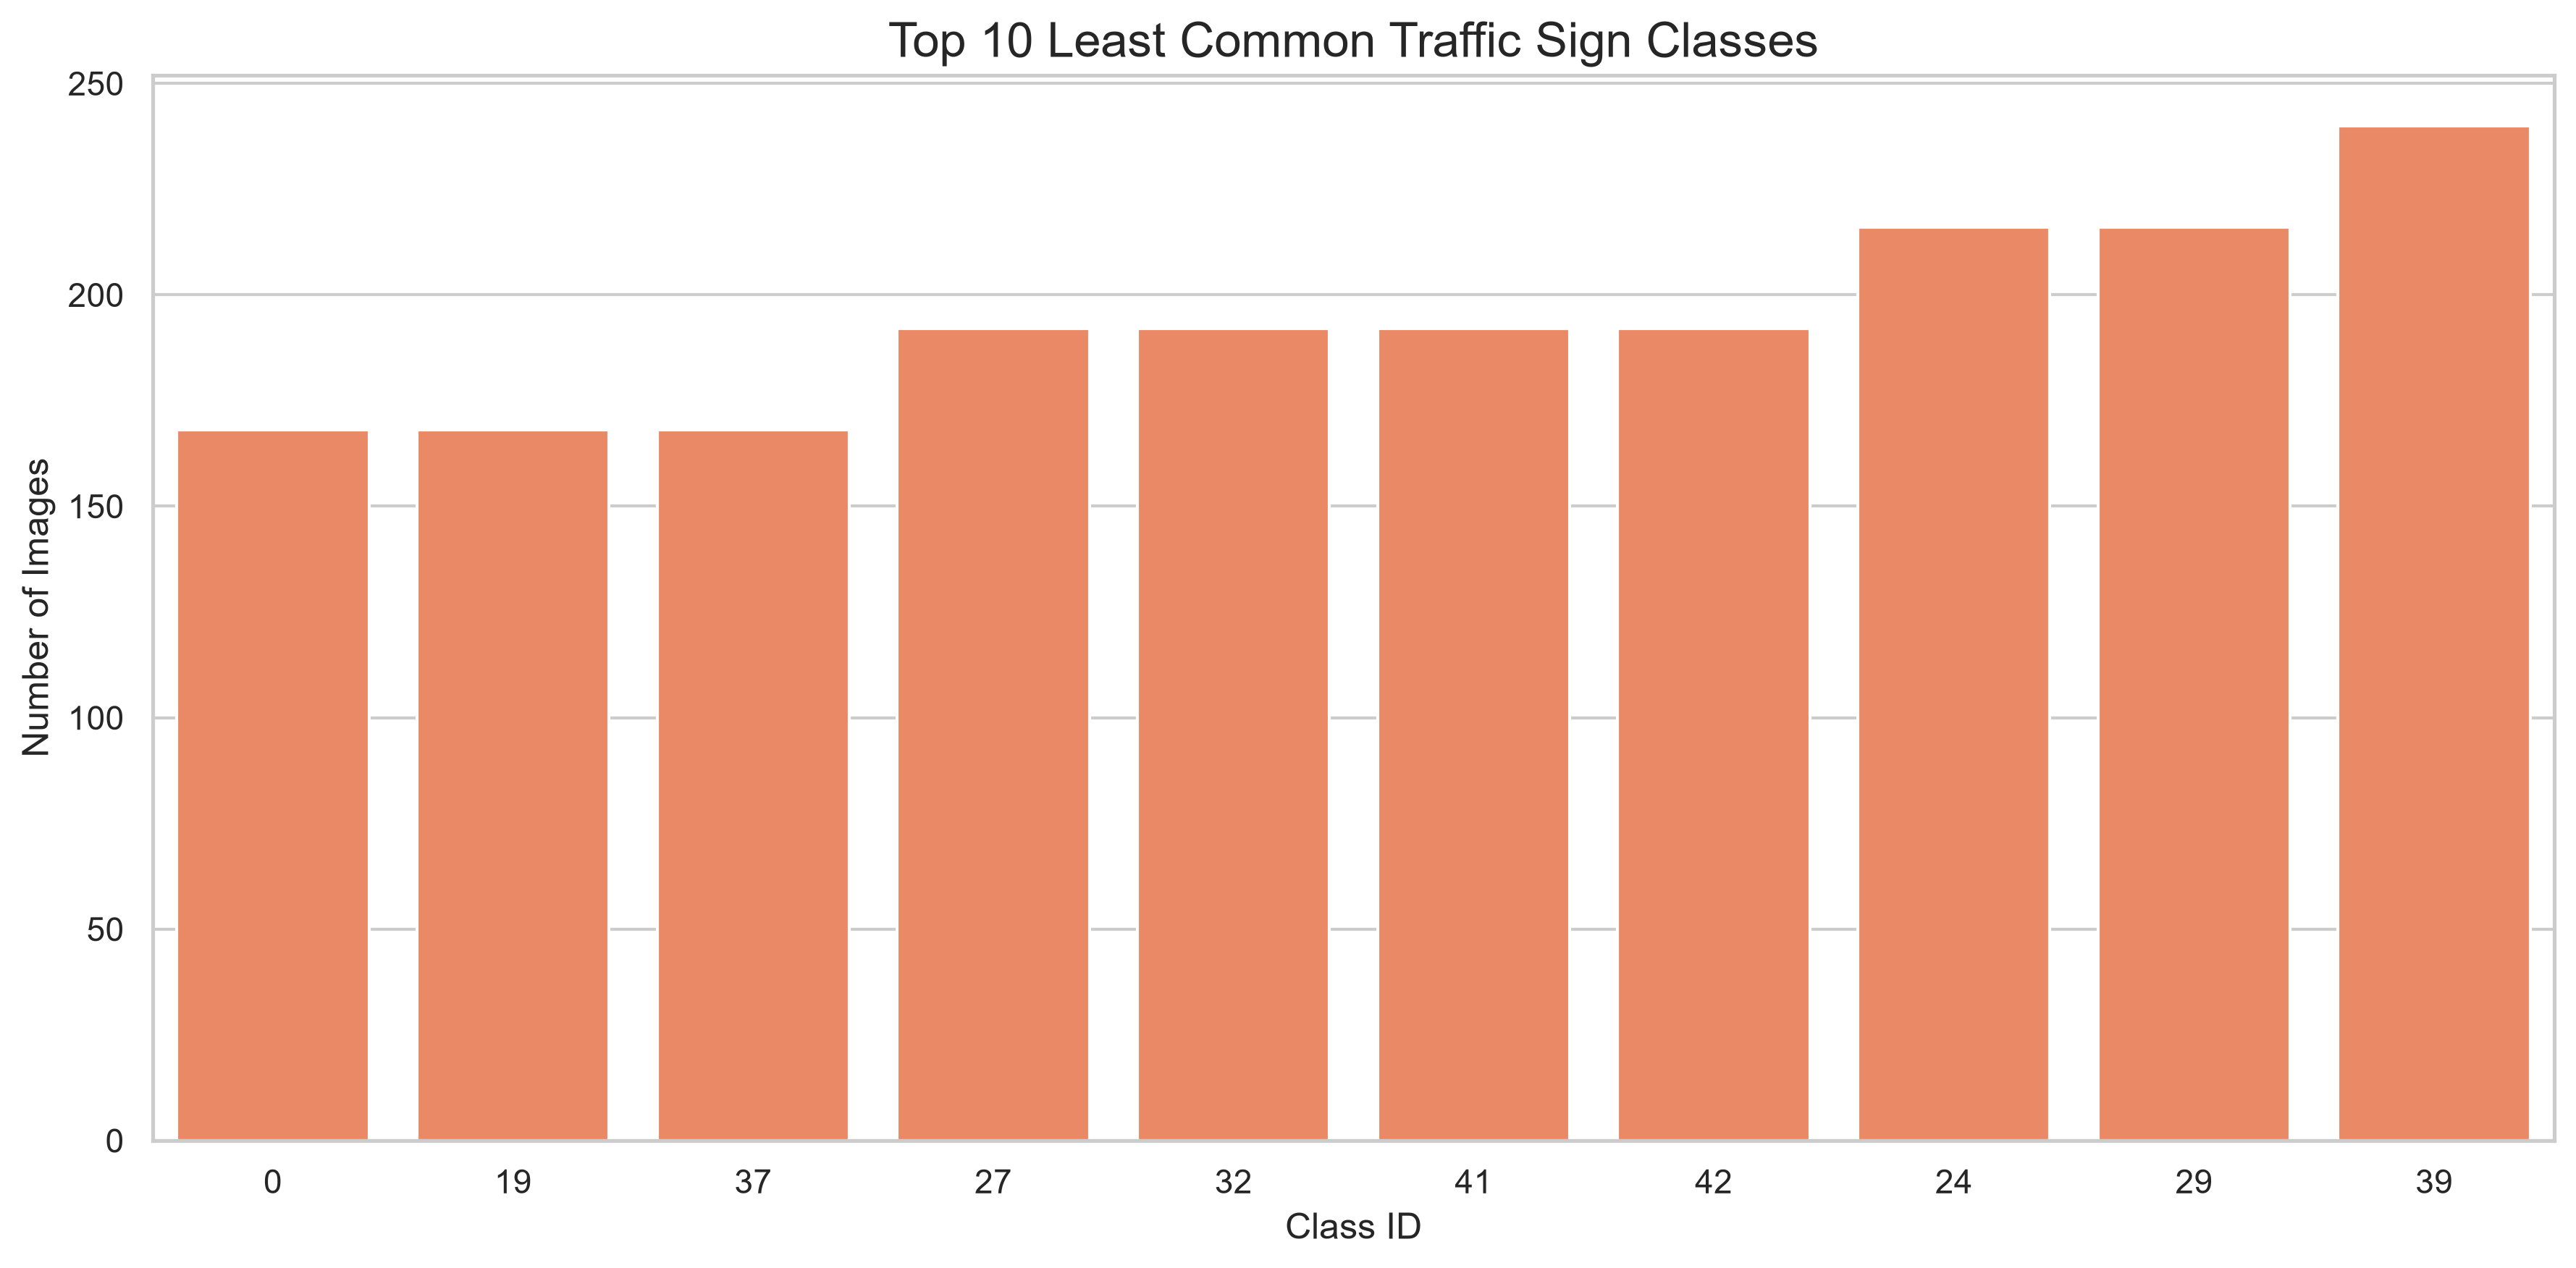 Top 10 Least Common Traffic Sign Classes
250
200
150
100
50
0
Number of Images
0 19 37 27 32 41 42 24 29 39
Class ID